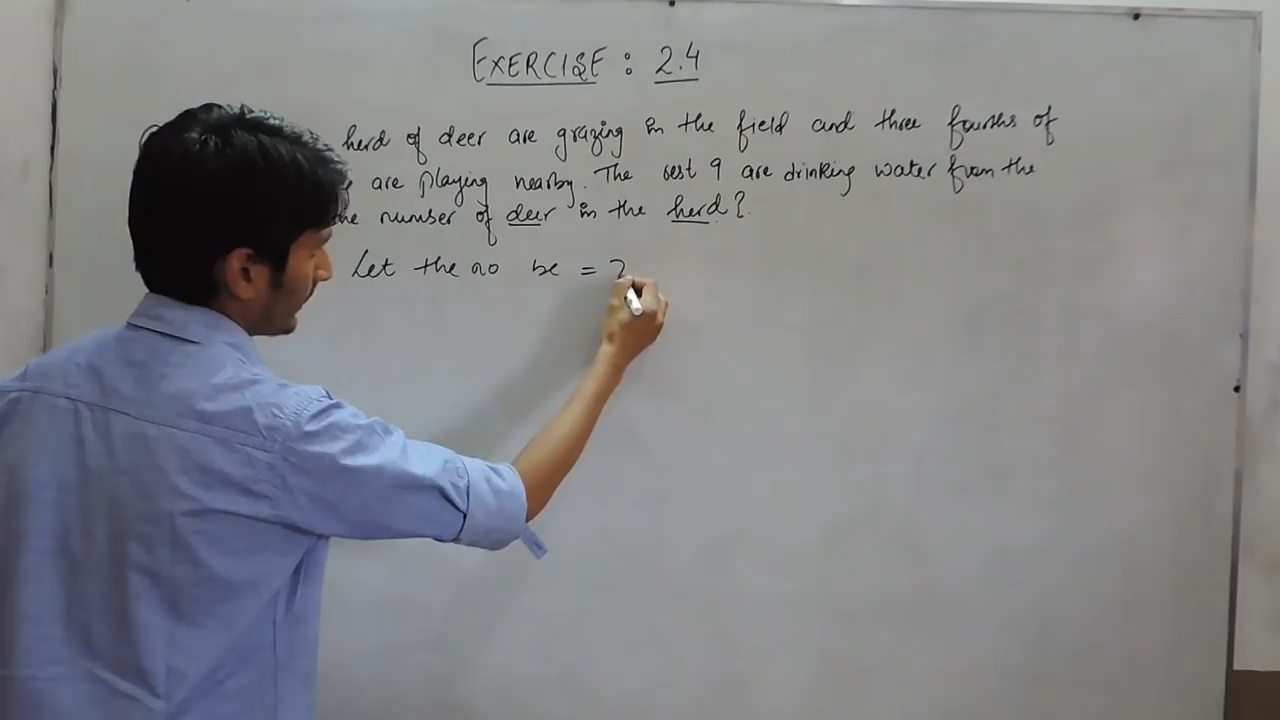 EXERCISE : 2.4
herd of deer are grazing in the field and three fourths of
are playing nearby. The rest 9 are drinking water from the
the number of deer in the herd?
Let the no be =